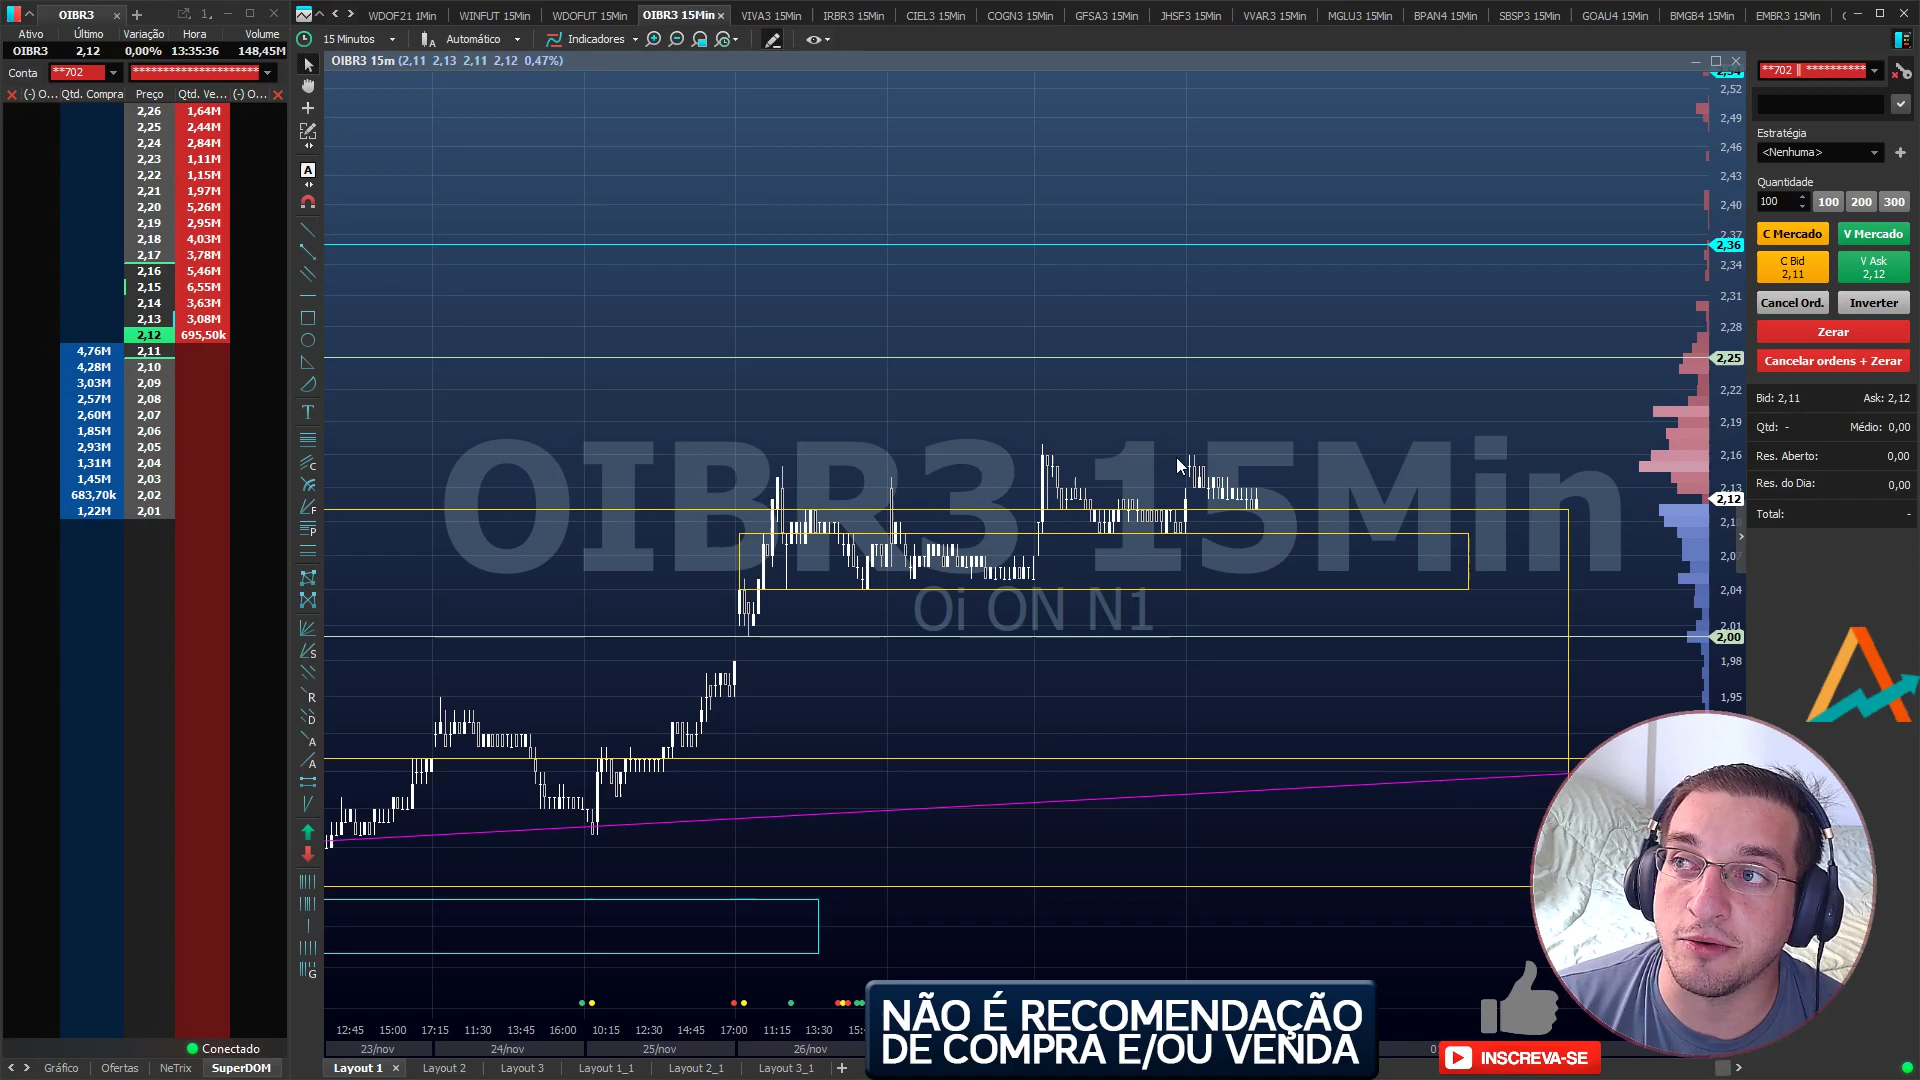 OIBR3
Ativo Último Variação Hora Volume
OIBR3 2,12 0,00% 13:35:36 148,45M
Conta **702 **********************
(-) O... Qtd. Compra Preço Qtd. Ve... (-) O...
2,26 1,64M
2,25 2,44M
2,24 2,84M
2,23 1,11M
2,22 1,15M
2,21 1,97M
2,20 5,26M
2,19 2,95M
2,18 4,03M
2,17 3,78M
2,16 5,46M
2,15 6,55M
2,14 3,63M
2,13 3,08M
2,12 695,50k
4,76M 2,11
4,28M 2,10
3,03M 2,09
2,57M 2,08
2,60M 2,07
1,85M 2,06
2,93M 2,05
1,31M 2,04
1,45M 2,03
683,70k 2,02
1,22M 2,01
Conectado
Gráfico Ofertas NeTrix SuperDOM
WDOF21 1Min WINFUT 15Min WDOFUT 15Min OIBR3 15Min VIVA3 15Min IRBR3 15Min CIEL3 15Min COGN3 15Min GFSA3 15Min JHSF3 15Min VVAR3 15Min MGLU3 15Min BPAN4 15Min SBSP3 15Min GOAU4 15Min BMGB4 15Min EMBR3 15Min
15 Minutos Automático Indicadores
OIBR3 15m (2,11 2,13 2,11 2,12 0,47%)
OIBR3 15Min
Oi ON N1
2,52
2,49
2,46
2,43
2,40
2,37
2,36
2,34
2,31
2,28
2,25
2,22
2,19
2,16
2,13
2,12
2,10
2,04
2,01
2,00
1,98
1,95
12:45 15:00 17:15 11:30 13:45 16:00 10:15 12:30 14:45 17:00 11:15 13:30
23/nov 24/nov 25/nov 26/nov
Layout 1 Layout 2 Layout 3 Layout 1_1 Layout 2_1 Layout 3_1
**702 || **********
Estratégia
<Nenhuma>
Quantidade
100 100 200 300
C Mercado V Mercado
C Bid V Ask
2,11 2,12
Cancel Ord. Inverter
Zerar
Cancelar ordens + Zerar
Bid: 2,11 Ask: 2,12
Qtd: - Médio: 0,00
Res. Aberto: 0,00
Res. do Dia: 0,00
Total: -
NÃO É RECOMENDAÇÃO
DE COMPRA E/OU VENDA
INSCREVA-SE